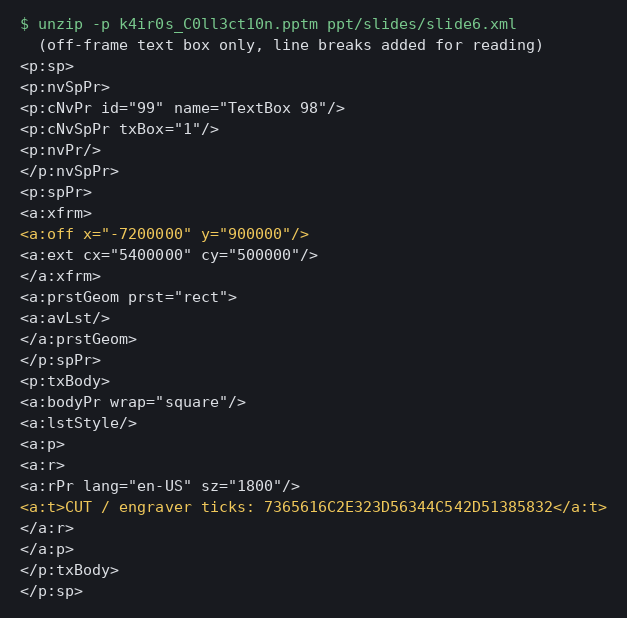 $ unzip -p k4ir0s_C0ll3ct10n.pptm ppt/slides/slide6.xml
(off-frame text box only, line breaks added for reading)
<p:sp>
<p:nvSpPr>
<p:cNvPr id="99" name="TextBox 98"/>
<p:cNvSpPr txBox="1"/>
<p:nvPr/>
</p:nvSpPr>
<p:spPr>
<a:xfrm>
<a:off x="-7200000" y="900000"/>
<a:ext cx="5400000" cy="500000"/>
</a:xfrm>
<a:prstGeom prst="rect">
<a:avLst/>
</a:prstGeom>
</p:spPr>
<p:txBody>
<a:bodyPr wrap="square"/>
<a:lstStyle/>
<a:p>
<a:r>
<a:rPr lang="en-US" sz="1800"/>
<a:t>CUT / engraver ticks: 7365616C2E323D56344C542D51385832</a:t>
</a:r>
</a:p>
</p:txBody>
</p:sp>